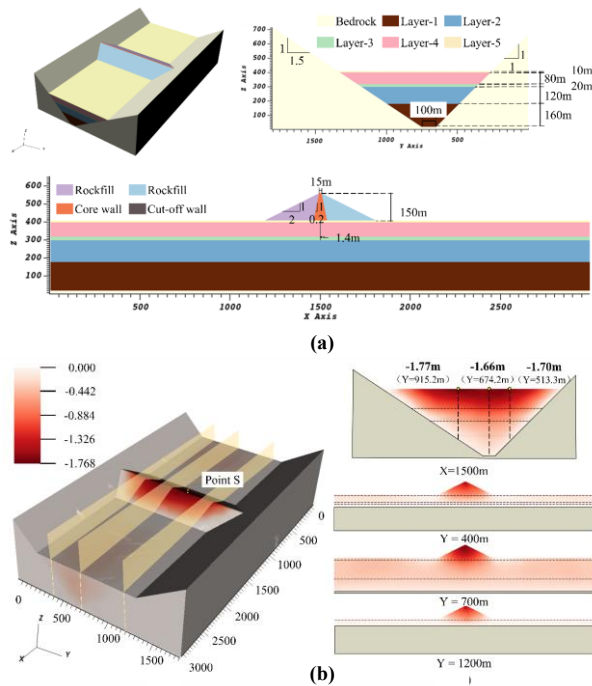 Bedrock Layer-1 Layer-2
Layer-3 Layer-4 Layer-5
Z Axis
700
600
500
400
300
200
100
1
1.5
1
1
10m
80m
20m
120m
160m
100m
1500 1000 500
Y Axis
Rockfill Rockfill
Core wall Cut-off wall
Z Axis
600
500
400
300
200
100
15m
1
2
1
0.2
150m
1.4m
500 1000 1500 2000 2500
X Axis
(a)
0.000
-0.442
-0.884
-1.326
-1.768
Point S
0
500
1000
1500
2000
2500
3000
0
500
1000
1500
Z
X
Y
-1.77m -1.66m -1.70m
(Y=915.2m) (Y=674.2m) (Y=513.3m)
X=1500m
Y = 400m
Y = 700m
Y = 1200m
(b)